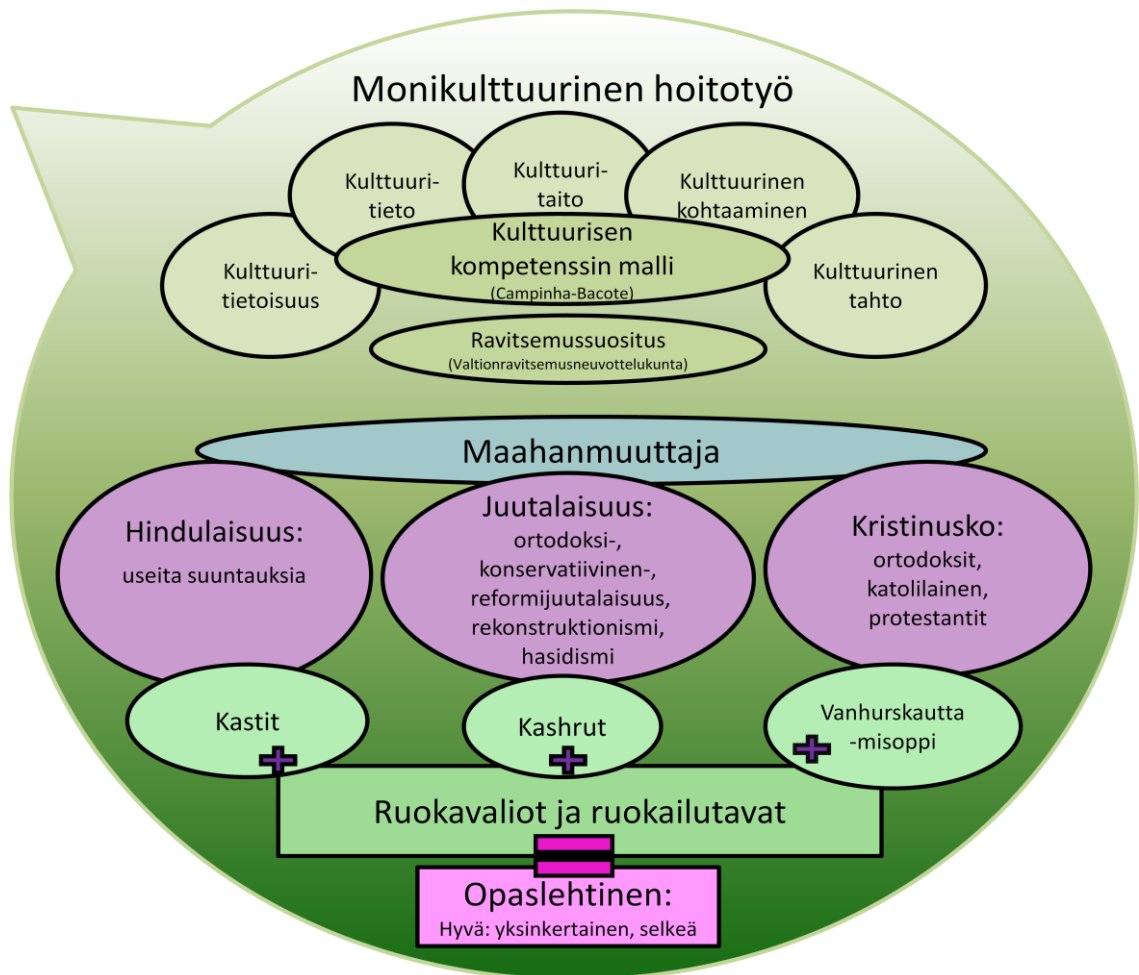 Monikulttuurinen hoitotyö
Kulttuuri-
tietoisuus
Kulttuuri-
tieto
Kulttuuri-
taito
Kulttuurinen
kohtaaminen
Kulttuurinen
tahto
Kulttuurisen
kompetenssin malli
(Campinha-Bacote)
Ravitsemussuositus
(Valtionravitsemusneuvottelukunta)
Maahanmuuttaja
Hindulaisuus:
useita suuntauksia
Juutalaisuus:
ortodoksi-,
konservatiivinen-,
reformijuutalaisuus,
rekonstruktionismi,
hasidismi
Kristinusko:
ortodoksit,
katolilainen,
protestantit
Kastit
Kashrut
Vanhurskautta
-misoppi
Ruokavaliot ja ruokailutavat
Opaslehtinen:
Hyvä: yksinkertainen, selkeä